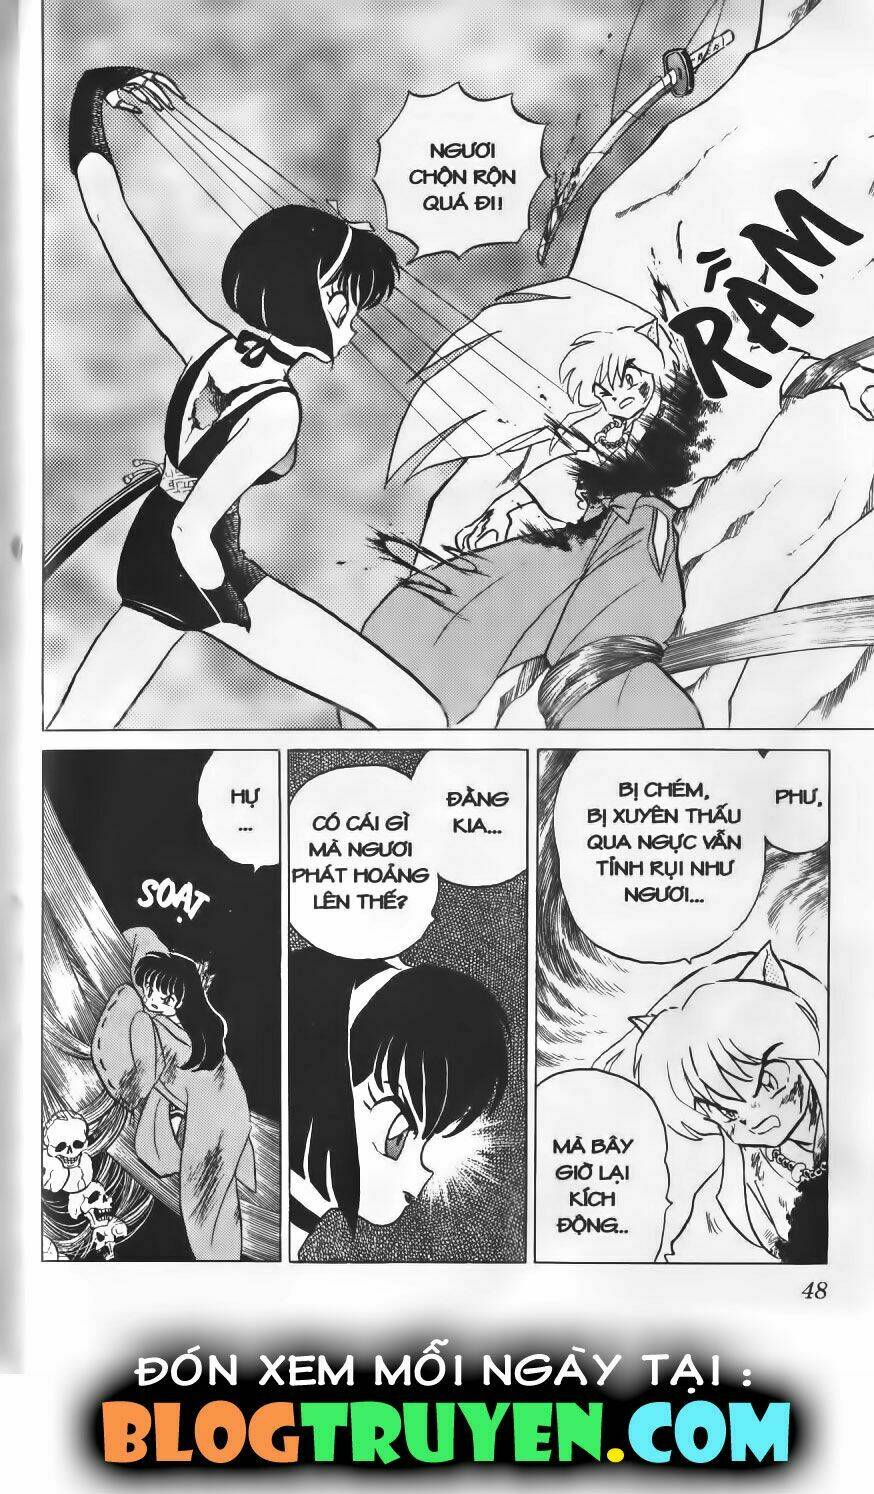 NGƯƠI
CHỘN RỘN
QUÁ ĐI!
RẦM
PHƯ,
BỊ CHÉM,
BỊ XUYÊN THẤU
QUA NGỰC VẪN
TỈNH RỤI NHƯ
NGƯƠI...
MÀ BÂY
GIỜ LẠI
KÍCH
ĐỘNG...
ĐẰNG
KIA...
CÓ CÁI GÌ
MÀ NGƯƠI
PHÁT HOẢNG
LÊN THẾ?
HỰ
...
SOẠT
48
ĐÓN XEM MỖI NGÀY TẠI :
BLOGTRUYEN.COM